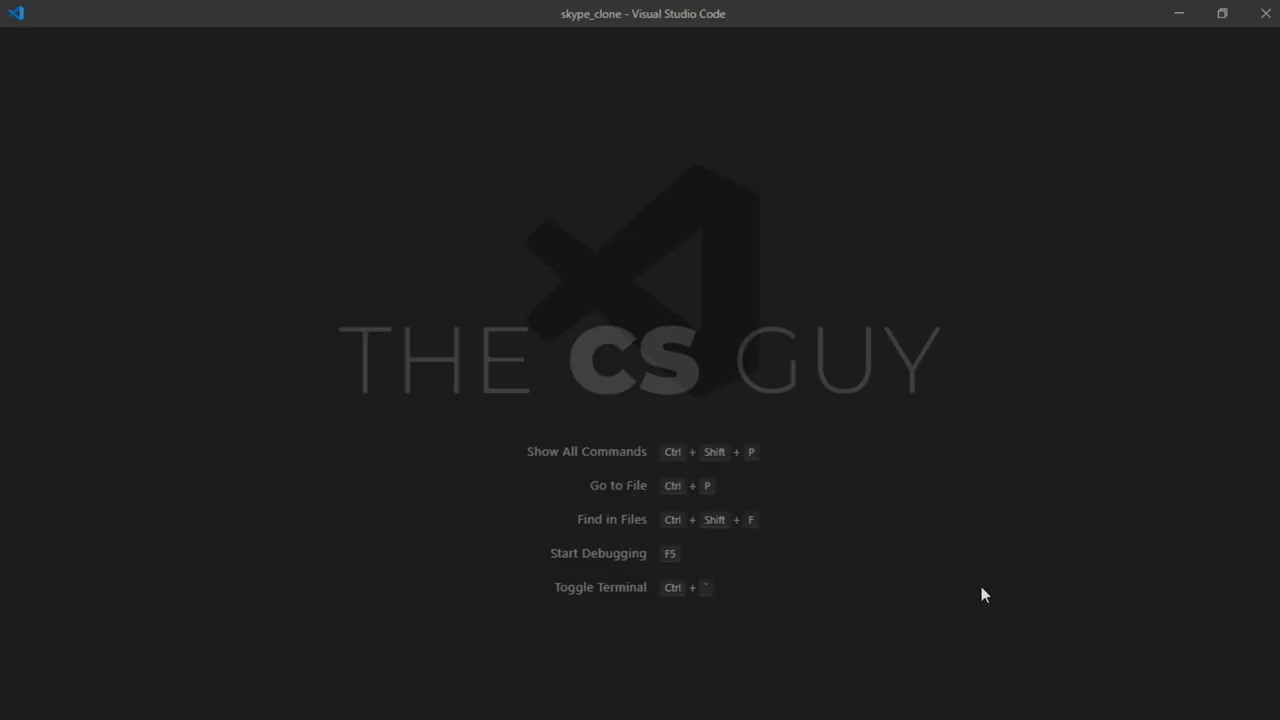 skype_clone - Visual Studio Code
THE CS GUY
Show All Commands Ctrl + Shift + P
Go to File Ctrl + P
Find in Files Ctrl + Shift + F
Start Debugging F5
Toggle Terminal Ctrl + `